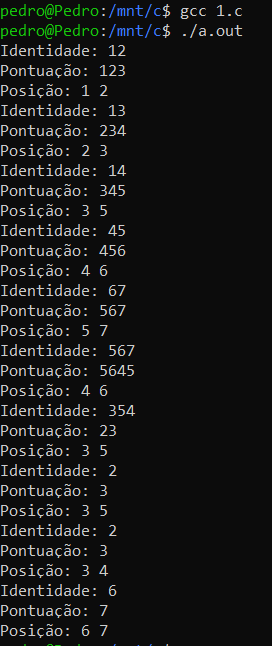 pedro@Pedro:/mnt/c$ gcc 1.c
pedro@Pedro:/mnt/c$ ./a.out
Identidade: 12
Pontuação: 123
Posição: 1 2
Identidade: 13
Pontuação: 234
Posição: 2 3
Identidade: 14
Pontuação: 345
Posição: 3 5
Identidade: 45
Pontuação: 456
Posição: 4 6
Identidade: 67
Pontuação: 567
Posição: 5 7
Identidade: 567
Pontuação: 5645
Posição: 4 6
Identidade: 354
Pontuação: 23
Posição: 3 5
Identidade: 2
Pontuação: 3
Posição: 3 5
Identidade: 2
Pontuação: 3
Posição: 3 4
Identidade: 6
Pontuação: 7
Posição: 6 7